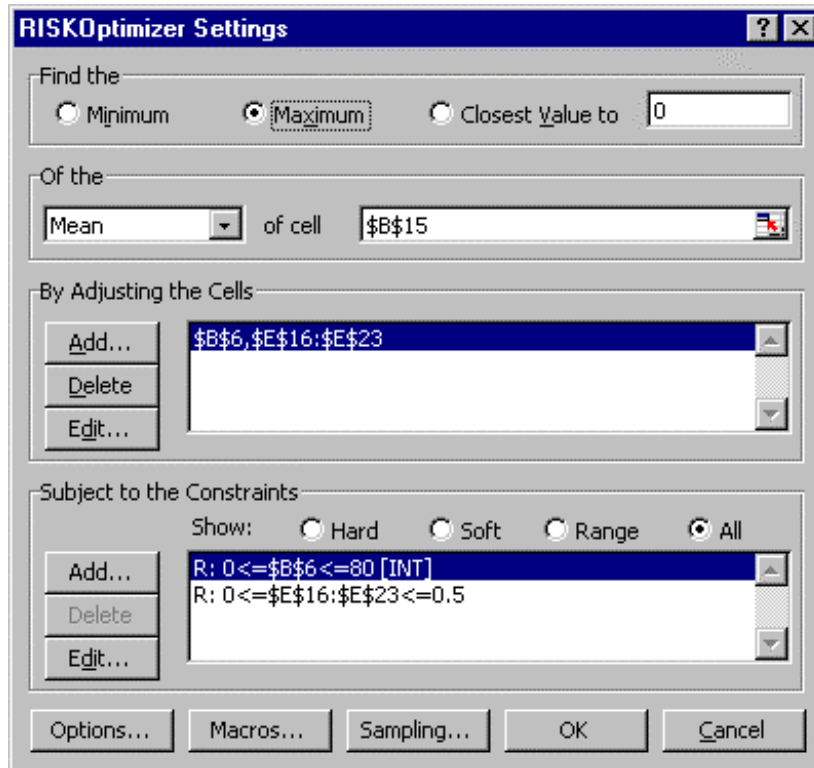 RISKOptimizer Settings
Find the
Minimum Maximum Closest Value to 0
Of the
Mean of cell $B$15
By Adjusting the Cells
Add... $B$6,$E$16:$E$23
Delete
Edit...
Subject to the Constraints
Show: Hard Soft Range All
Add... R: 0<=$B$6<=80 [INT]
Delete R: 0<=$E$16:$E$23<=0.5
Edit...
Options... Macros... Sampling... OK Cancel